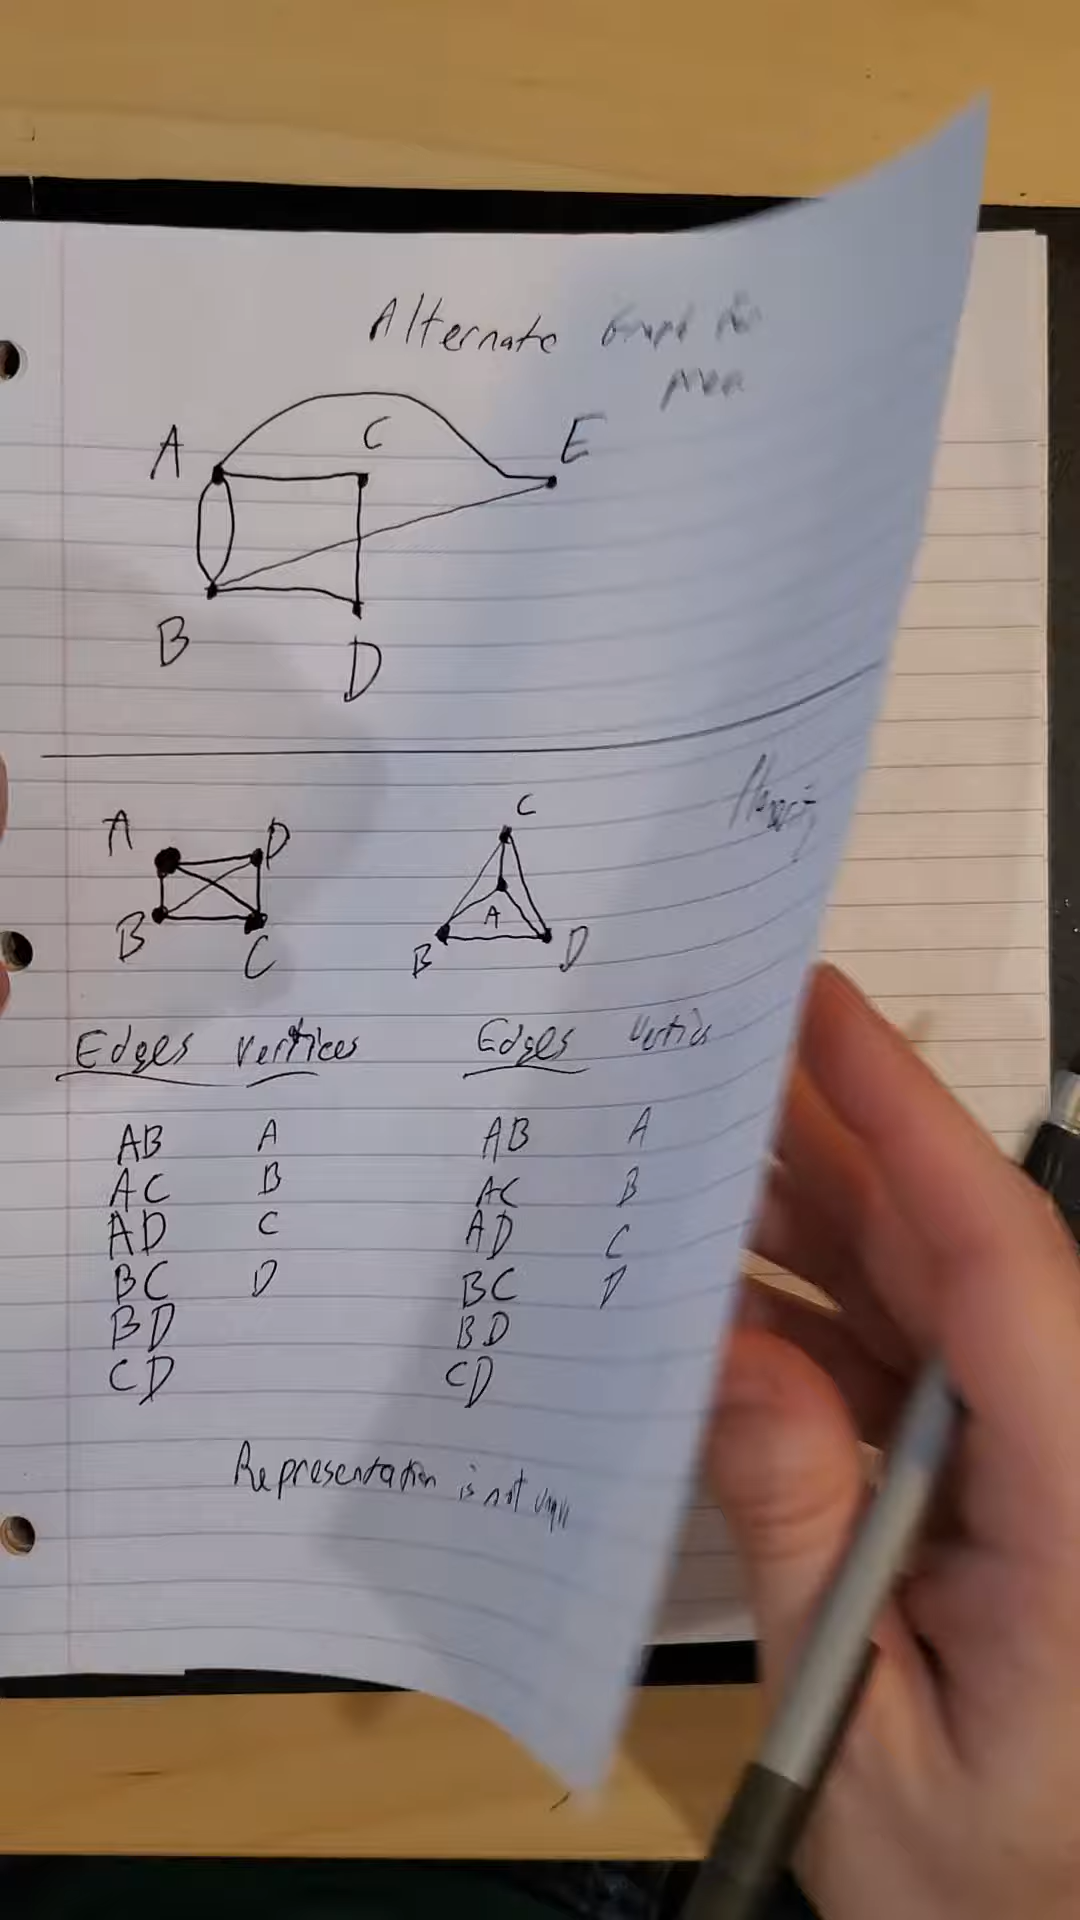 Alternate
A C E
B D
A D
B C
C
A
B D
Edges Vertices Edges
AB A AB A
AC B AC B
AD C AD C
BC D BC D
BD BD
CD CD
Representation is not